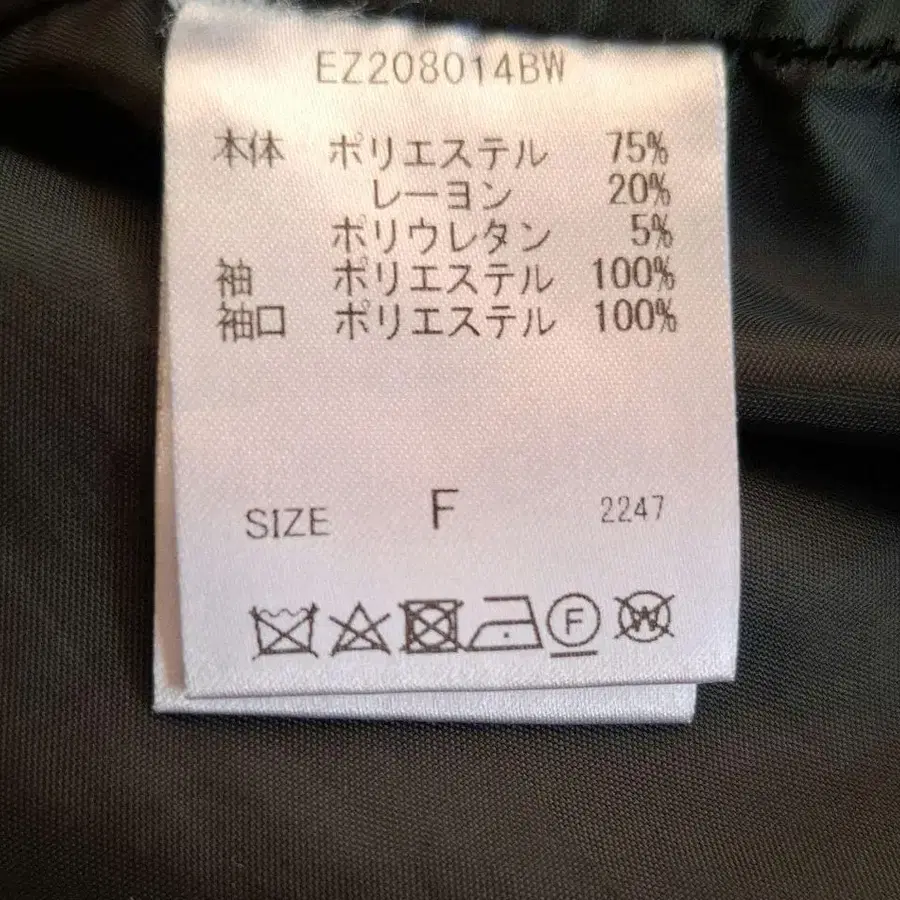 EZ208014BW
本体 ポリエステル 75%
レーヨン 20%
ポリウレタン 5%
袖 ポリエステル 100%
袖口 ポリエステル 100%
SIZE F 2247
F W